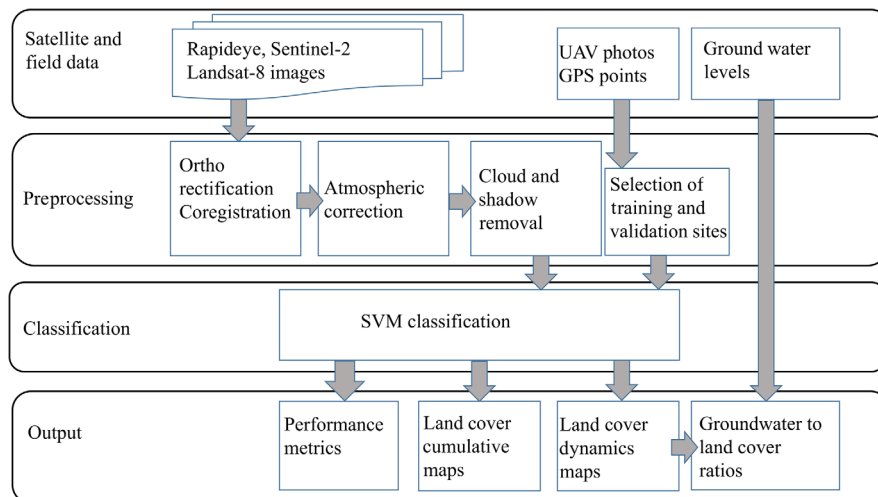 Satellite and
field data
Rapideye, Sentinel-2
Landsat-8 images
UAV photos
GPS points
Ground water
levels
Preprocessing
Ortho
rectification
Coregistration
Atmospheric
correction
Cloud and
shadow
removal
Selection of
training and
validation sites
Classification
SVM classification
Output
Performance
metrics
Land cover
cumulative
maps
Land cover
dynamics
maps
Groundwater to
land cover
ratios